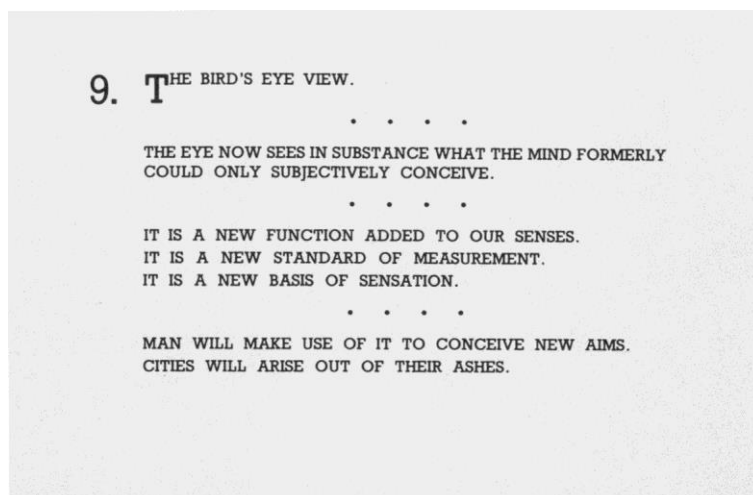 9. THE BIRD'S EYE VIEW.
. . . .
THE EYE NOW SEES IN SUBSTANCE WHAT THE MIND FORMERLY
COULD ONLY SUBJECTIVELY CONCEIVE.
. . . .
IT IS A NEW FUNCTION ADDED TO OUR SENSES.
IT IS A NEW STANDARD OF MEASUREMENT.
IT IS A NEW BASIS OF SENSATION.
. . . .
MAN WILL MAKE USE OF IT TO CONCEIVE NEW AIMS.
CITIES WILL ARISE OUT OF THEIR ASHES.